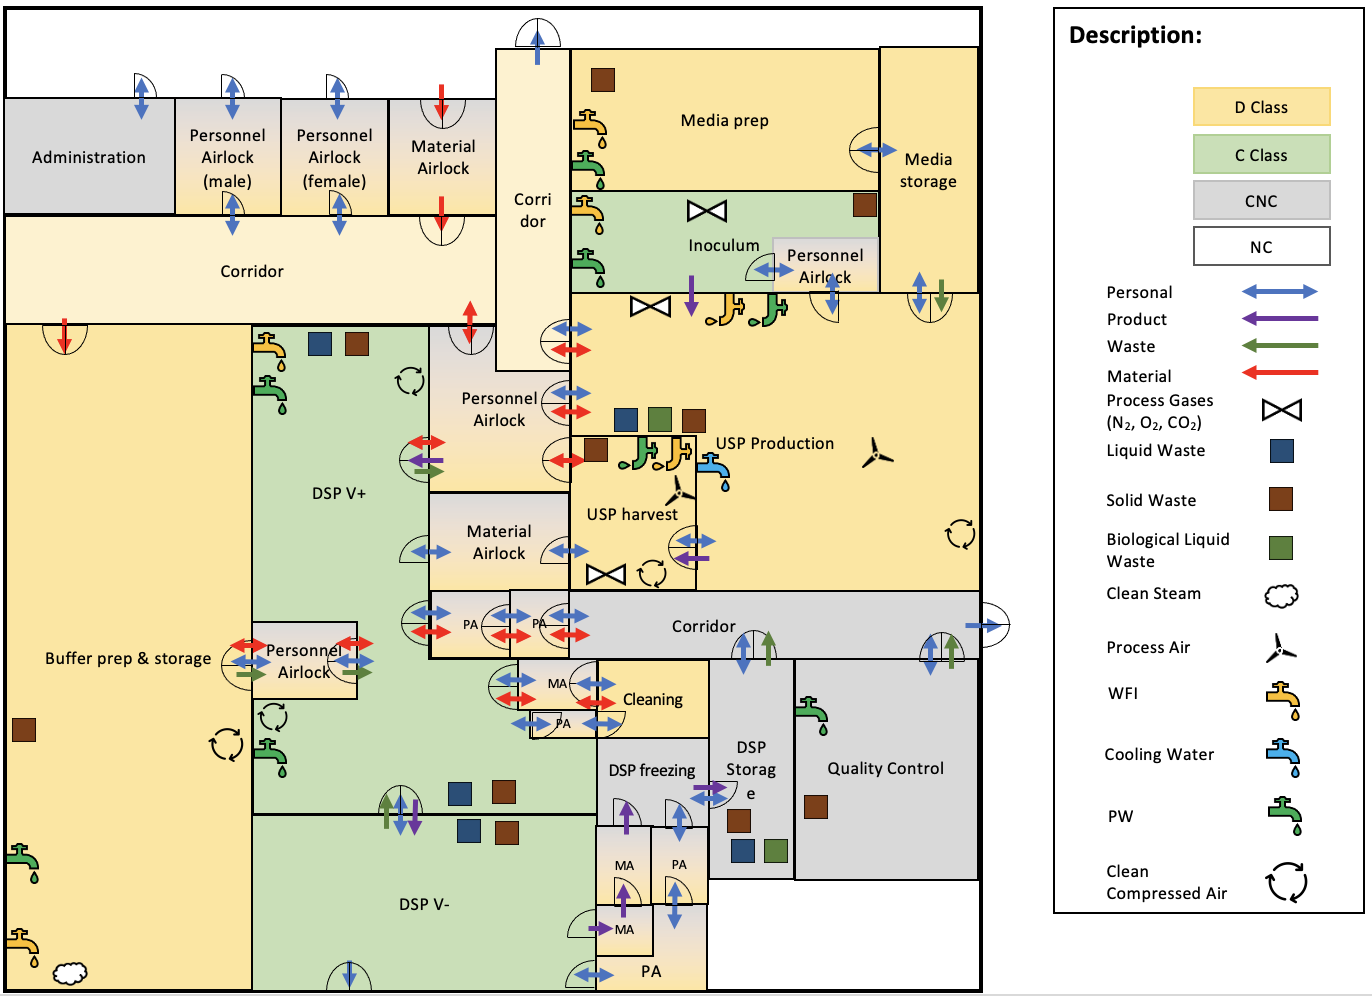 Description:
D Class
C Class
CNC
NC
Personal
Product
Waste
Material
Process Gases
(N₂, O₂, CO₂)
Liquid Waste
Solid Waste
Biological Liquid
Waste
Clean Steam
Process Air
WFI
Cooling Water
PW
Clean
Compressed Air
Administration
Personnel
Airlock
(male)
Personnel
Airlock
(female)
Material
Airlock
Corri
dor
Media prep
Media
storage
Inoculum
Personnel
Airlock
Corridor
Personnel
Airlock
USP Production
DSP V+
USP harvest
Material
Airlock
PA
PA
Corridor
Buffer prep & storage
Personnel
Airlock
MA
Cleaning
PA
DSP freezing
DSP
Storag
e
Quality Control
MA
PA
DSP V-
MA
PA